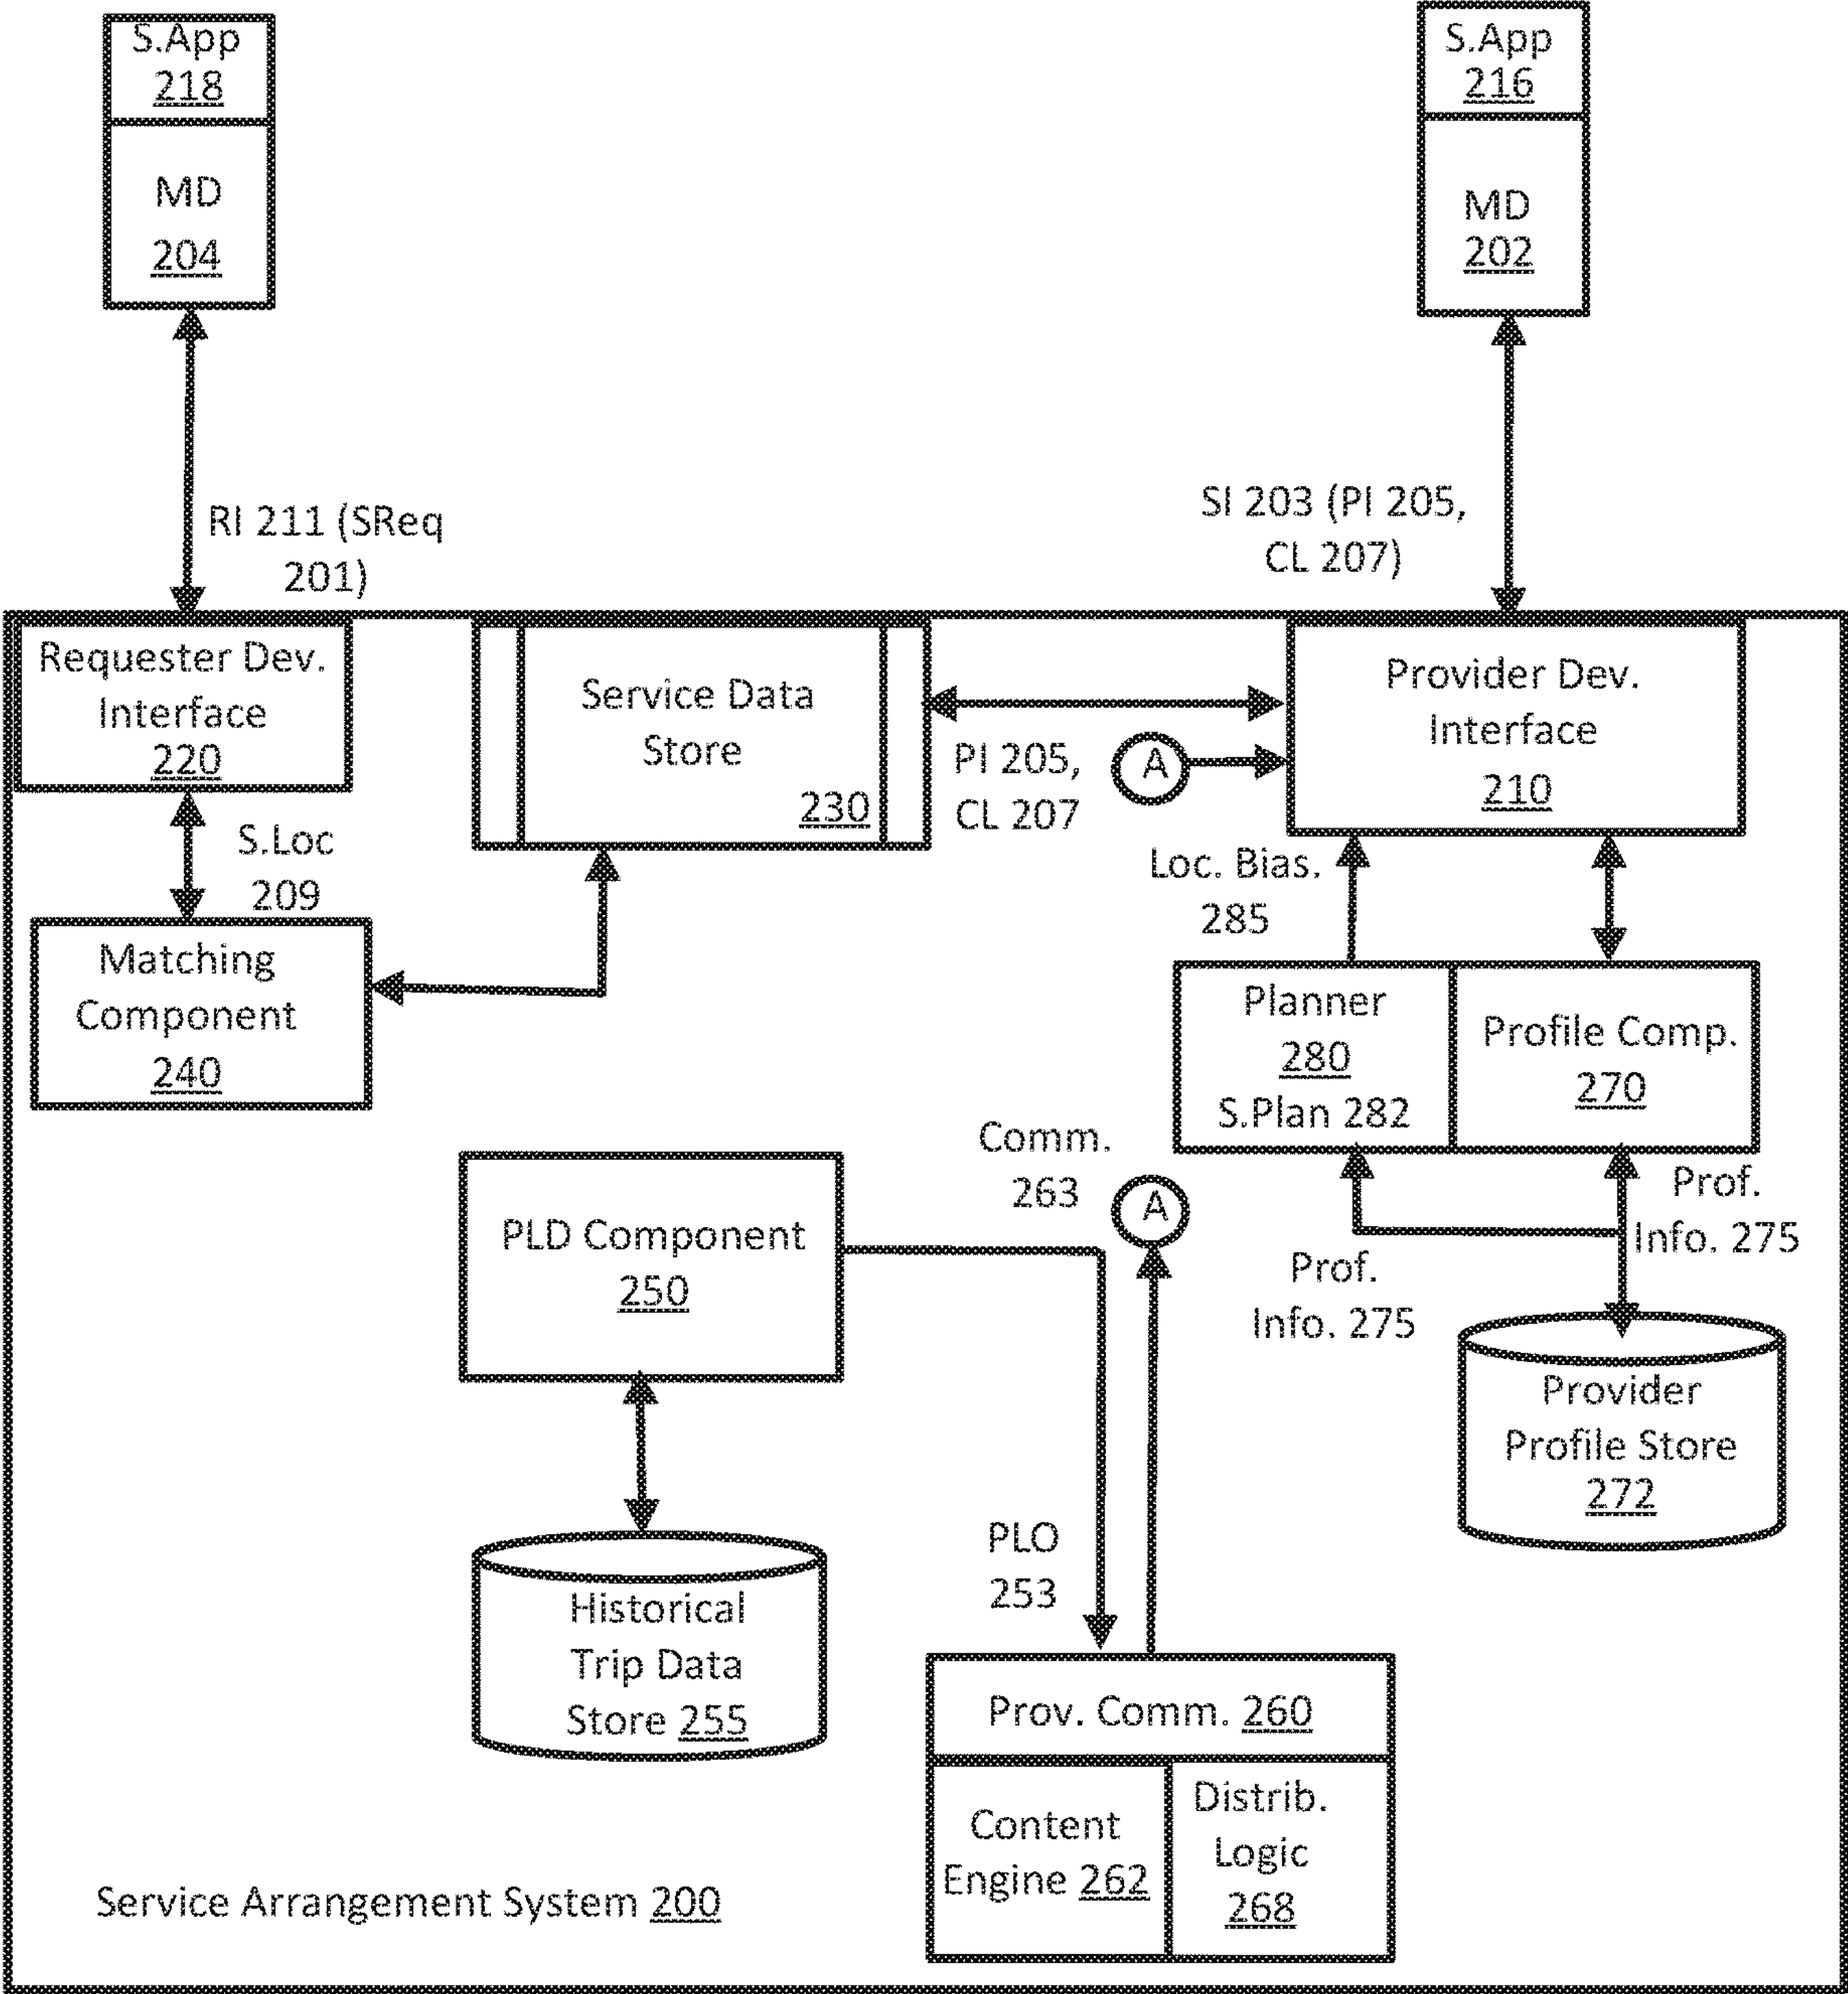 S.App
218
MD
204
S.App
216
MD
202
RI 211 (SReq
201)
SI 203 (PI 205,
CL 207)
Requester Dev.
Interface
220
Service Data
Store
230
PI 205,
CL 207
A
Provider Dev.
Interface
210
S.Loc
209
Loc. Bias.
285
Matching
Component
240
Planner
280
S.Plan 282
Profile Comp.
270
Comm.
263
A
Prof.
Info. 275
Prof.
Info. 275
PLD Component
250
Provider
Profile Store
272
PLO
253
Historical
Trip Data
Store 255
Prov. Comm. 260
Content
Engine 262
Distrib.
Logic
268
Service Arrangement System 200